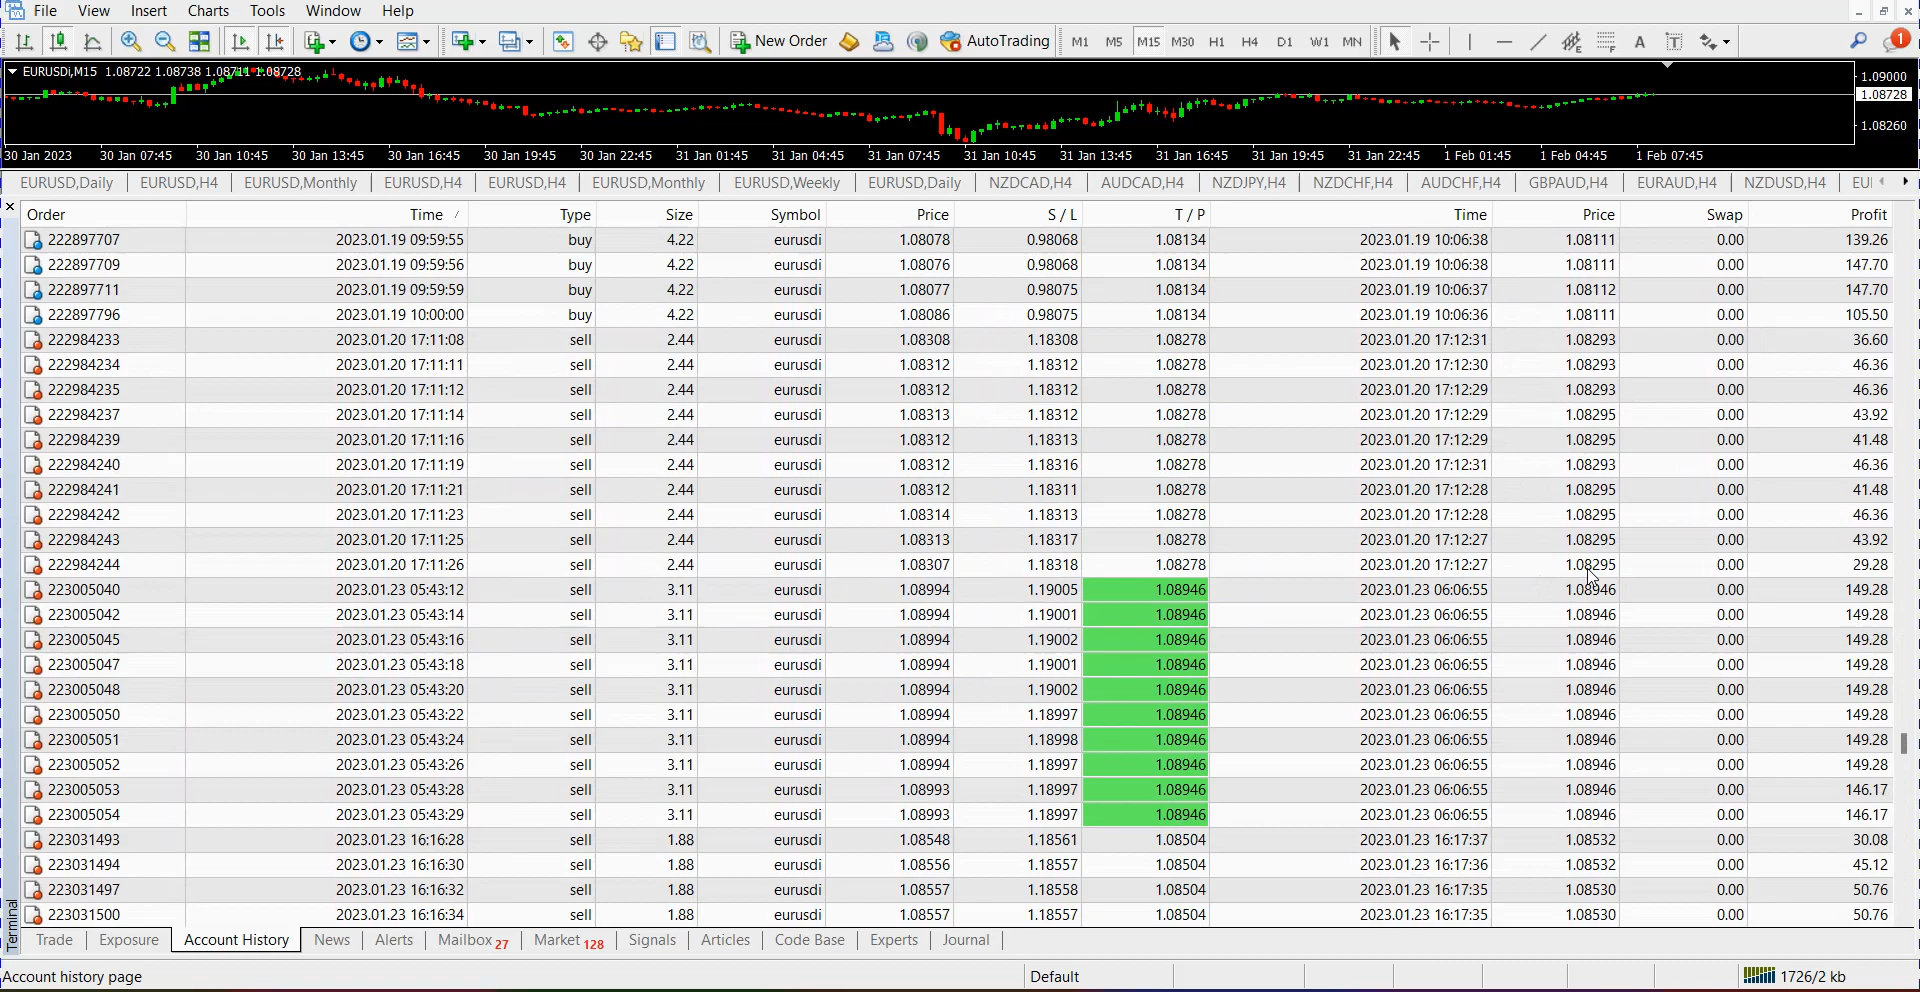 File View Insert Charts Tools Window Help
New Order AutoTrading M1 M5 M15 M30 H1 H4 D1 W1 MN A T 1
EURUSDi,M15 1.08722 1.08738 1.08711 1.08728
1.09000
1.08728
1.08260
30 Jan 2023 30 Jan 07:45 30 Jan 10:45 30 Jan 13:45 30 Jan 16:45 30 Jan 19:45 30 Jan 22:45 31 Jan 01:45 31 Jan 04:45 31 Jan 07:45 31 Jan 10:45 31 Jan 13:45 31 Jan 16:45 31 Jan 19:45 31 Jan 22:45 1 Feb 01:45 1 Feb 04:45 1 Feb 07:45
EURUSD,Daily EURUSD,H4 EURUSD,Monthly EURUSD,H4 EURUSD,H4 EURUSD,Monthly EURUSD,Weekly EURUSD,Daily NZDCAD,H4 AUDCAD,H4 NZDJPY,H4 NZDCHF,H4 AUDCHF,H4 GBPAUD,H4 EURAUD,H4 NZDUSD,H4 EU
Order Time / Type Size Symbol Price S / L T / P Time Price Swap Profit
222897707 2023.01.19 09:59:55 buy 4.22 eurusdi 1.08078 0.98068 1.08134 2023.01.19 10:06:38 1.08111 0.00 139.26
222897709 2023.01.19 09:59:56 buy 4.22 eurusdi 1.08076 0.98068 1.08134 2023.01.19 10:06:38 1.08111 0.00 147.70
222897711 2023.01.19 09:59:59 buy 4.22 eurusdi 1.08077 0.98075 1.08134 2023.01.19 10:06:37 1.08112 0.00 147.70
222897796 2023.01.19 10:00:00 buy 4.22 eurusdi 1.08086 0.98075 1.08134 2023.01.19 10:06:36 1.08111 0.00 105.50
222984233 2023.01.20 17:11:08 sell 2.44 eurusdi 1.08308 1.18308 1.08278 2023.01.20 17:12:31 1.08293 0.00 36.60
222984234 2023.01.20 17:11:11 sell 2.44 eurusdi 1.08312 1.18312 1.08278 2023.01.20 17:12:30 1.08293 0.00 46.36
222984235 2023.01.20 17:11:12 sell 2.44 eurusdi 1.08312 1.18312 1.08278 2023.01.20 17:12:29 1.08293 0.00 46.36
222984237 2023.01.20 17:11:14 sell 2.44 eurusdi 1.08313 1.18312 1.08278 2023.01.20 17:12:29 1.08295 0.00 43.92
222984239 2023.01.20 17:11:16 sell 2.44 eurusdi 1.08312 1.18313 1.08278 2023.01.20 17:12:29 1.08295 0.00 41.48
222984240 2023.01.20 17:11:19 sell 2.44 eurusdi 1.08312 1.18316 1.08278 2023.01.20 17:12:31 1.08293 0.00 46.36
222984241 2023.01.20 17:11:21 sell 2.44 eurusdi 1.08312 1.18311 1.08278 2023.01.20 17:12:28 1.08295 0.00 41.48
222984242 2023.01.20 17:11:23 sell 2.44 eurusdi 1.08314 1.18313 1.08278 2023.01.20 17:12:28 1.08295 0.00 46.36
222984243 2023.01.20 17:11:25 sell 2.44 eurusdi 1.08313 1.18317 1.08278 2023.01.20 17:12:27 1.08295 0.00 43.92
222984244 2023.01.20 17:11:26 sell 2.44 eurusdi 1.08307 1.18318 1.08278 2023.01.20 17:12:27 1.08295 0.00 29.28
223005040 2023.01.23 05:43:12 sell 3.11 eurusdi 1.08994 1.19005 1.08946 2023.01.23 06:06:55 1.08946 0.00 149.28
223005042 2023.01.23 05:43:14 sell 3.11 eurusdi 1.08994 1.19001 1.08946 2023.01.23 06:06:55 1.08946 0.00 149.28
223005045 2023.01.23 05:43:16 sell 3.11 eurusdi 1.08994 1.19002 1.08946 2023.01.23 06:06:55 1.08946 0.00 149.28
223005047 2023.01.23 05:43:18 sell 3.11 eurusdi 1.08994 1.19001 1.08946 2023.01.23 06:06:55 1.08946 0.00 149.28
223005048 2023.01.23 05:43:20 sell 3.11 eurusdi 1.08994 1.19002 1.08946 2023.01.23 06:06:55 1.08946 0.00 149.28
223005050 2023.01.23 05:43:22 sell 3.11 eurusdi 1.08994 1.18997 1.08946 2023.01.23 06:06:55 1.08946 0.00 149.28
223005051 2023.01.23 05:43:24 sell 3.11 eurusdi 1.08994 1.18998 1.08946 2023.01.23 06:06:55 1.08946 0.00 149.28
223005052 2023.01.23 05:43:26 sell 3.11 eurusdi 1.08994 1.18997 1.08946 2023.01.23 06:06:55 1.08946 0.00 149.28
223005053 2023.01.23 05:43:28 sell 3.11 eurusdi 1.08993 1.18997 1.08946 2023.01.23 06:06:55 1.08946 0.00 146.17
223005054 2023.01.23 05:43:29 sell 3.11 eurusdi 1.08993 1.18997 1.08946 2023.01.23 06:06:55 1.08946 0.00 146.17
223031493 2023.01.23 16:16:28 sell 1.88 eurusdi 1.08548 1.18561 1.08504 2023.01.23 16:17:37 1.08532 0.00 30.08
223031494 2023.01.23 16:16:30 sell 1.88 eurusdi 1.08556 1.18557 1.08504 2023.01.23 16:17:36 1.08532 0.00 45.12
223031497 2023.01.23 16:16:32 sell 1.88 eurusdi 1.08557 1.18558 1.08504 2023.01.23 16:17:35 1.08530 0.00 50.76
223031500 2023.01.23 16:16:34 sell 1.88 eurusdi 1.08557 1.18557 1.08504 2023.01.23 16:17:35 1.08530 0.00 50.76
Terminal
Trade Exposure Account History News Alerts Mailbox 27 Market 128 Signals Articles Code Base Experts Journal
Account history page Default 1726/2 kb